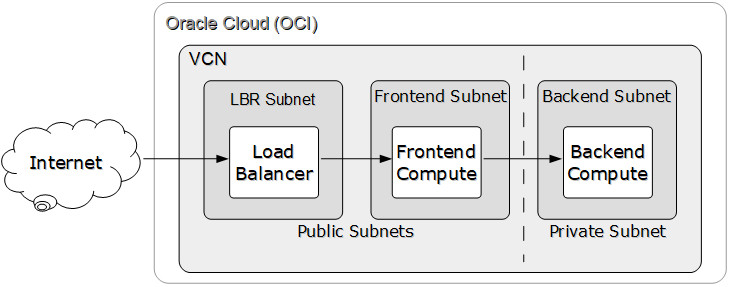 Oracle Cloud (OCI)
VCN
LBR Subnet
Frontend Subnet
Backend Subnet
Internet
Load
Balancer
Frontend
Compute
Backend
Compute
Public Subnets
Private Subnet